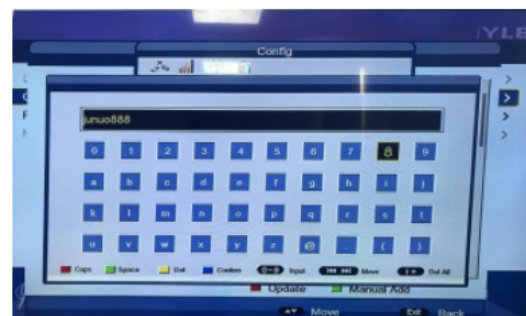 YLE
Config
junuo888
0 1 2 3 4 5 6 7 8 9
a b c d e f g h i j
k l m n o p q r s t
u v w x y z @ . ( )
Caps Space Del Confirm Input Move Del All
Update Manual Add
Move Exit Back